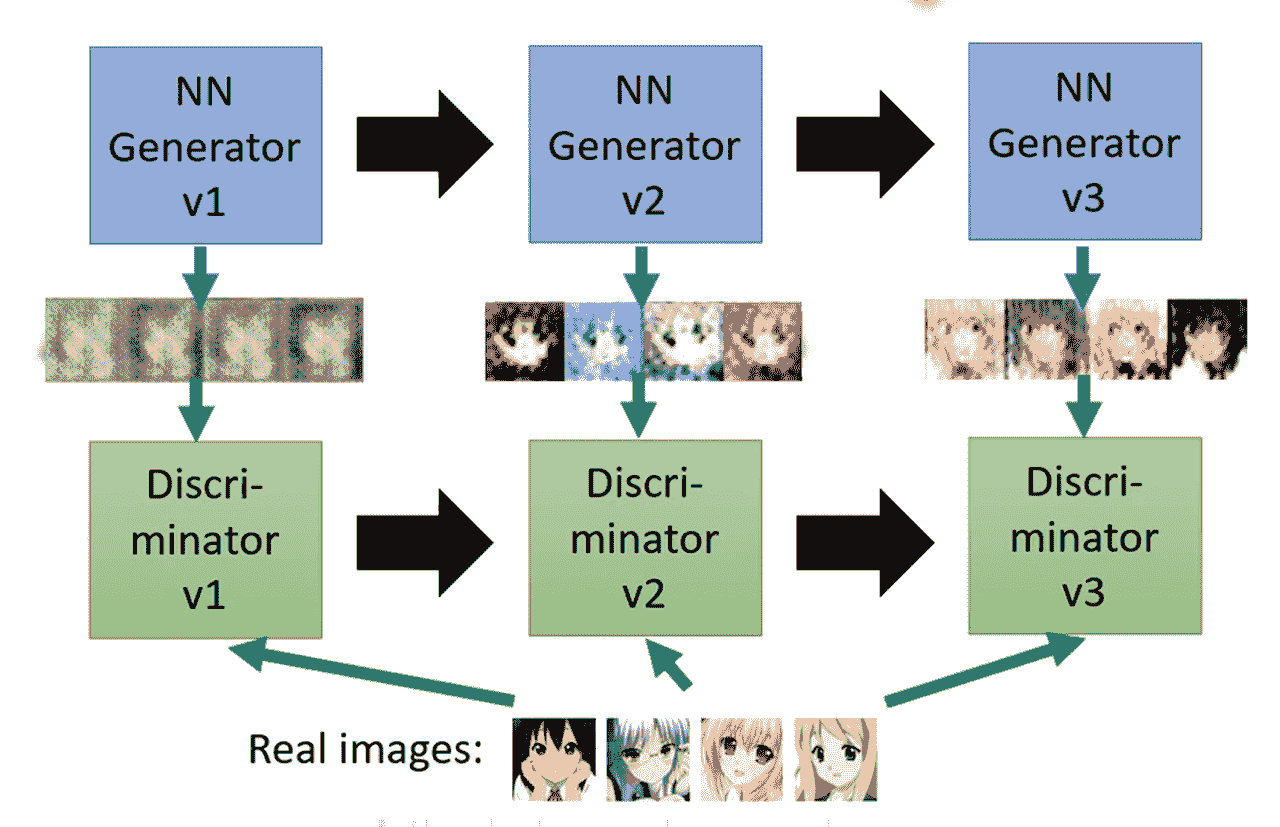 NN
Generator
v1
NN
Generator
v2
NN
Generator
v3
Discri-
minator
v1
Discri-
minator
v2
Discri-
minator
v3
Real images: